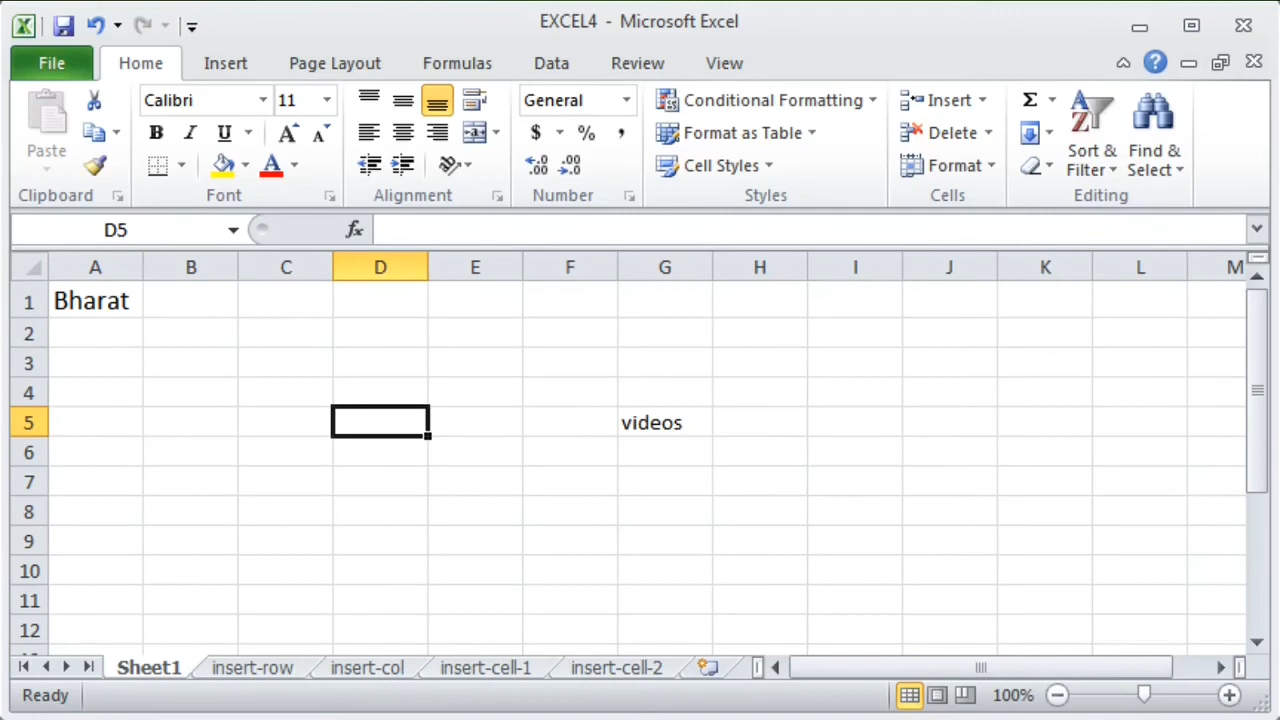 EXCEL4 - Microsoft Excel
File Home Insert Page Layout Formulas Data Review View
Calibri 11 General Conditional Formatting Insert Σ
Paste B I U A A $ % , Format as Table Delete Sort & Filter Find & Select
A Cell Styles Format
Clipboard Font Alignment Number Styles Cells Editing
D5 fx
A B C D E F G H I J K L M
1 Bharat
2
3
4
5 videos
6
7
8
9
10
11
12
Sheet1 insert-row insert-col insert-cell-1 insert-cell-2
Ready 100%